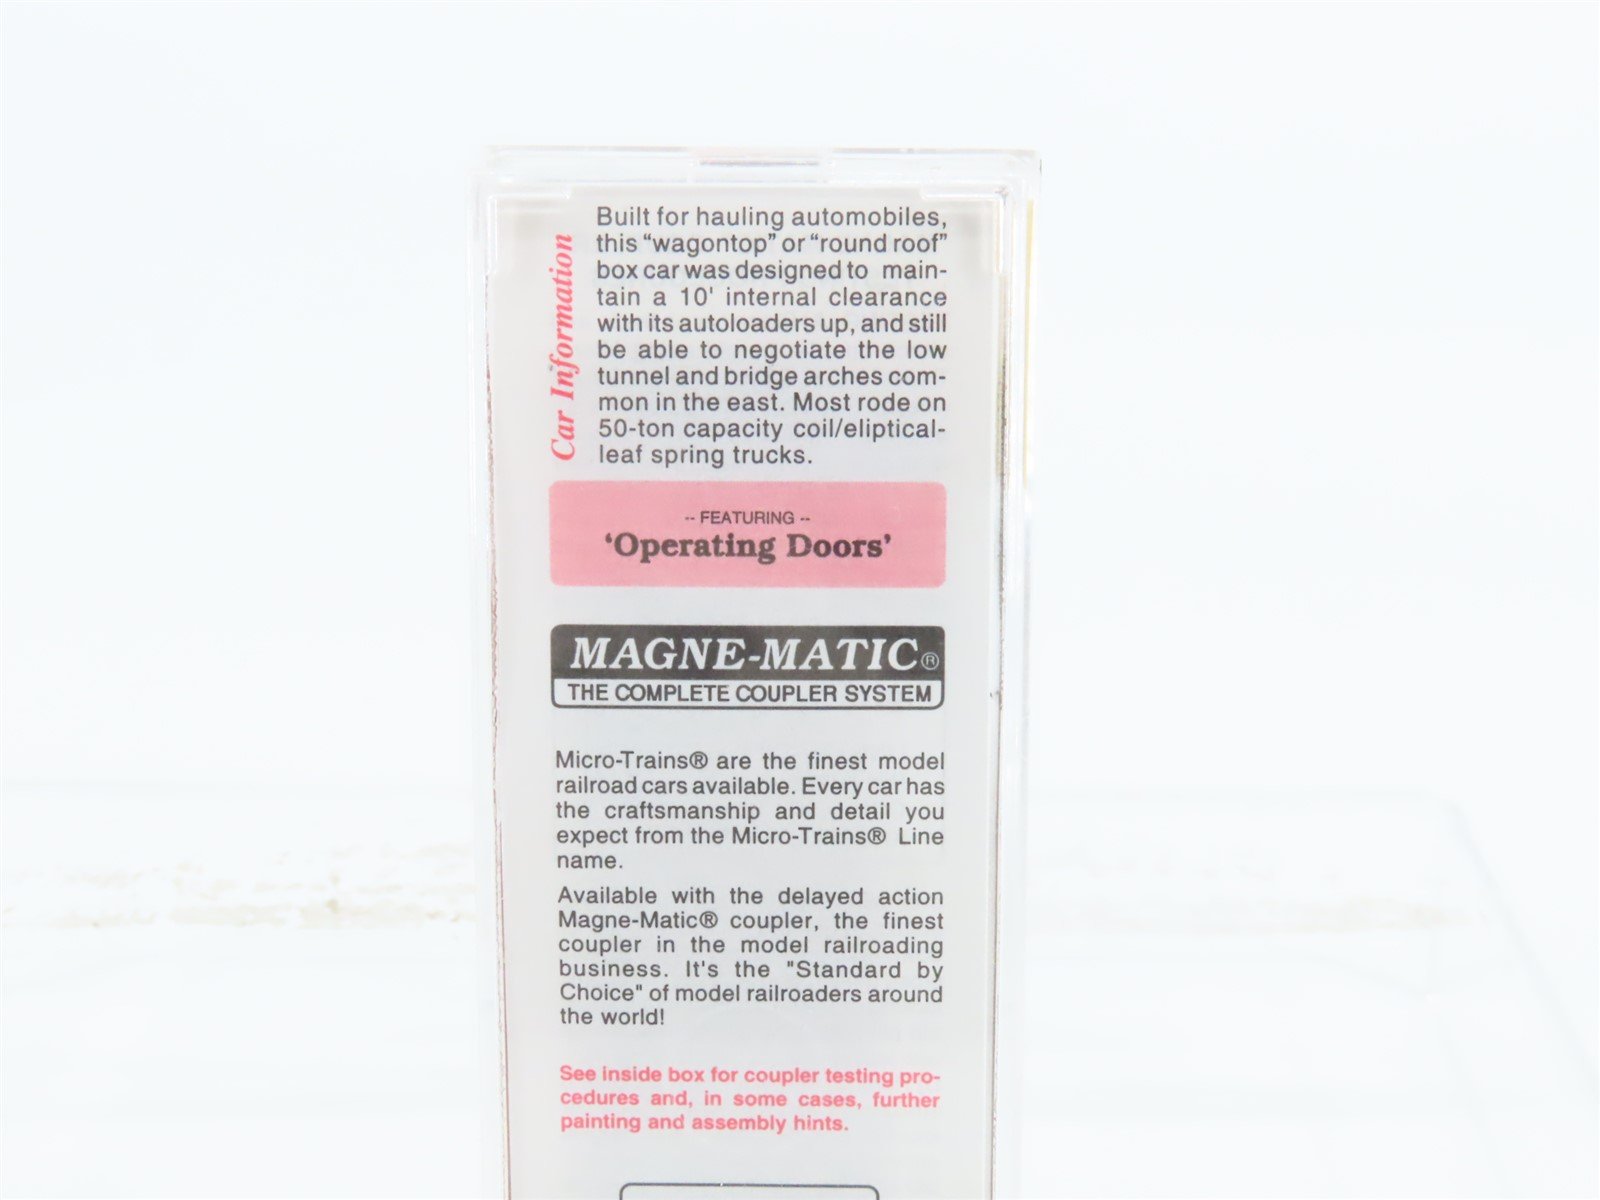 Car Information
Built for hauling automobiles,
this “wagontop” or “round roof”
box car was designed to main-
tain a 10' internal clearance
with its autoloaders up, and still
be able to negotiate the low
tunnel and bridge arches com-
mon in the east. Most rode on
50-ton capacity coil/eliptical-
leaf spring trucks.
-- FEATURING --
‘Operating Doors’
MAGNE-MATIC®
THE COMPLETE COUPLER SYSTEM
Micro-Trains® are the finest model
railroad cars available. Every car has
the craftsmanship and detail you
expect from the Micro-Trains® Line
name.
Available with the delayed action
Magne-Matic® coupler, the finest
coupler in the model railroading
business. It's the "Standard by
Choice" of model railroaders around
the world!
See inside box for coupler testing pro-
cedures and, in some cases, further
painting and assembly hints.